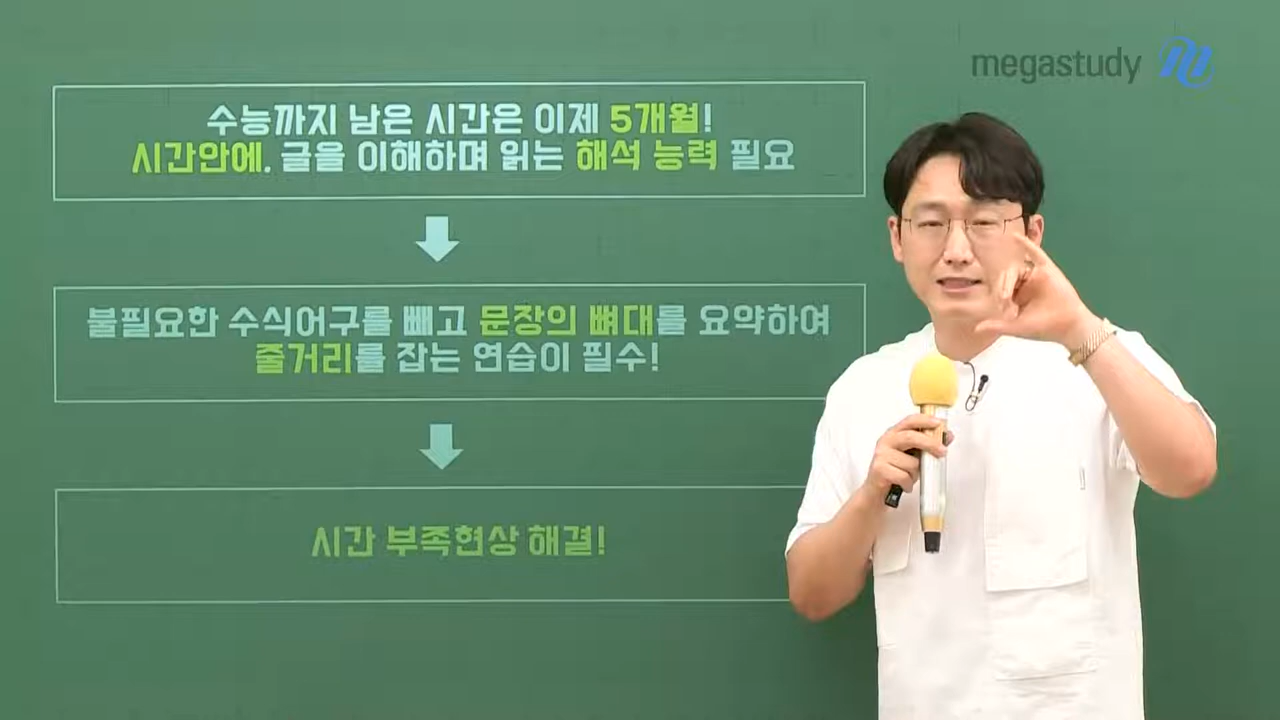 megastudy
수능까지 남은 시간은 이제 5개월!
시간안에, 글을 이해하며 읽는 해석 능력 필요
불필요한 수식어구를 빼고 문장의 뼈대를 요약하여
줄거리를 잡는 연습이 필수!
시간 부족현상 해결!